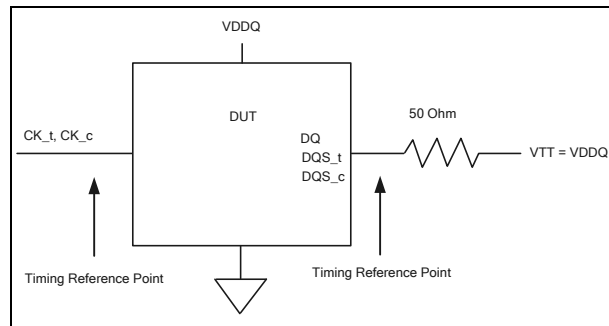 VDDQ
DUT
50 Ohm
CK_t, CK_c
DQ
DQS_t
DQS_c
VTT = VDDQ
Timing Reference Point
Timing Reference Point